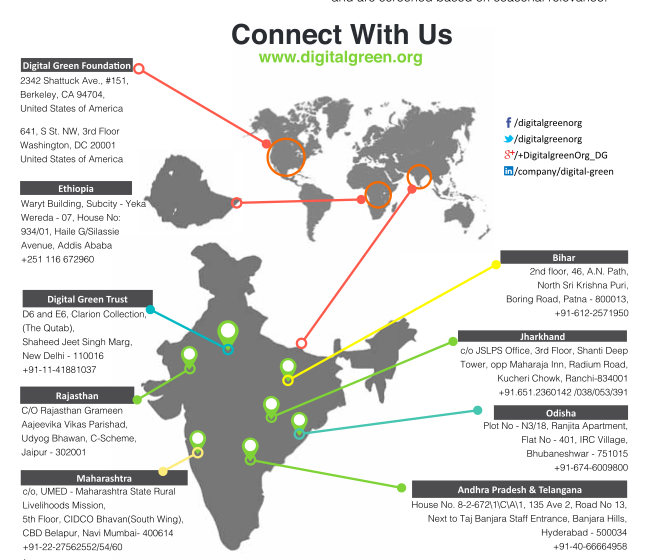 and are screened based on seasonal relevance.
Connect With Us
www.digitalgreen.org
Digital Green Foundation
2342 Shattuck Ave., #151,
Berkeley, CA 94704,
United States of America
641, S St. NW, 3rd Floor
Washington, DC 20001
United States of America
/digitalgreenorg
/digitalgreenorg
/+DigitalgreenOrg_DG
/company/digital-green
Ethiopia
Waryt Building, Subcity - Yeka
Wereda - 07, House No:
934/01, Haile G/Silassie
Avenue, Addis Ababa
+251 116 672960
Digital Green Trust
D6 and E6, Clarion Collection,
(The Qutab),
Shaheed Jeet Singh Marg,
New Delhi - 110016
+91-11-41881037
Rajasthan
C/O Rajasthan Grameen
Aajeevika Vikas Parishad,
Udyog Bhawan, C-Scheme,
Jaipur - 302001
Maharashtra
c/o, UMED - Maharashtra State Rural
Livelihoods Mission,
5th Floor, CIDCO Bhavan(South Wing),
CBD Belapur, Navi Mumbai- 400614
+91-22-27562552/54/60
Bihar
2nd floor, 46, A.N. Path,
North Sri Krishna Puri,
Boring Road, Patna - 800013,
+91-612-2571950
Jharkhand
c/o JSLPS Office, 3rd Floor, Shanti Deep
Tower, opp Maharaja Inn, Radium Road,
Kucheri Chowk, Ranchi-834001
+91.651.2360142 /038/053/391
Odisha
Plot No - N3/18, Ranjita Apartment,
Flat No - 401, IRC Village,
Bhubaneshwar - 751015
+91-674-6009800
Andhra Pradesh & Telangana
House No. 8-2-672\1\C\A\1, 135 Ave 2, Road No 13,
Next to Taj Banjara Staff Entrance, Banjara Hills,
Hyderabad - 500034
+91-40-66664958